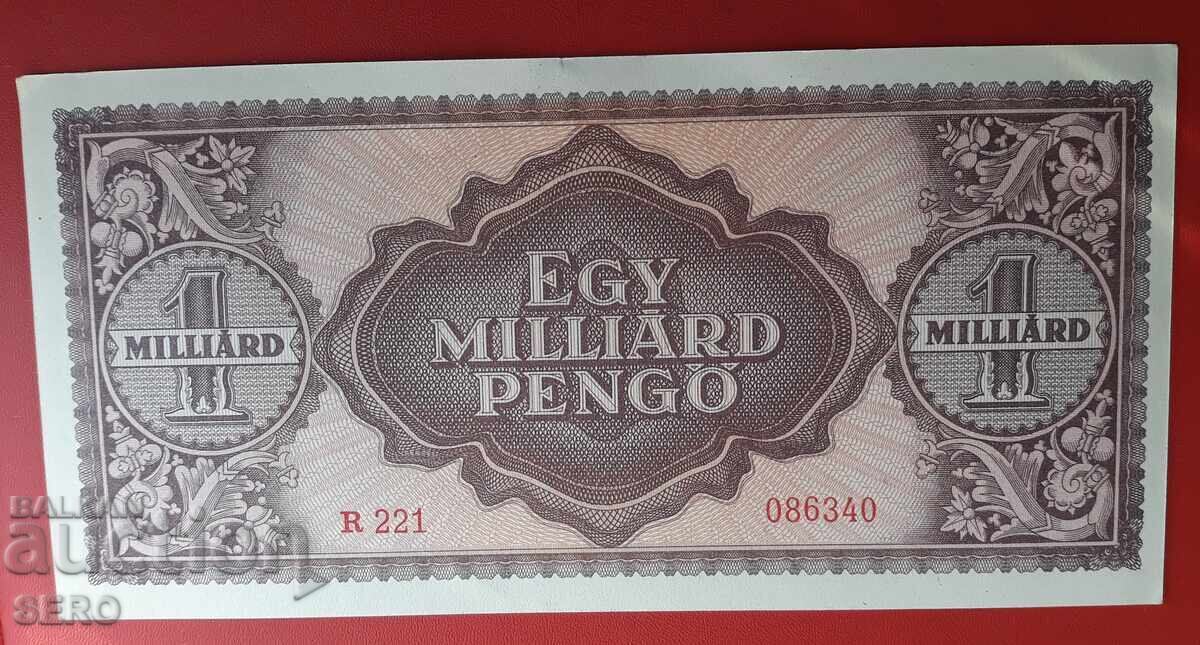 EGY
MILLIÁRD
PENGŐ
1
MILLIÁRD
1
MILLIÁRD
R 221
086340
BALKAN
auction
SERO